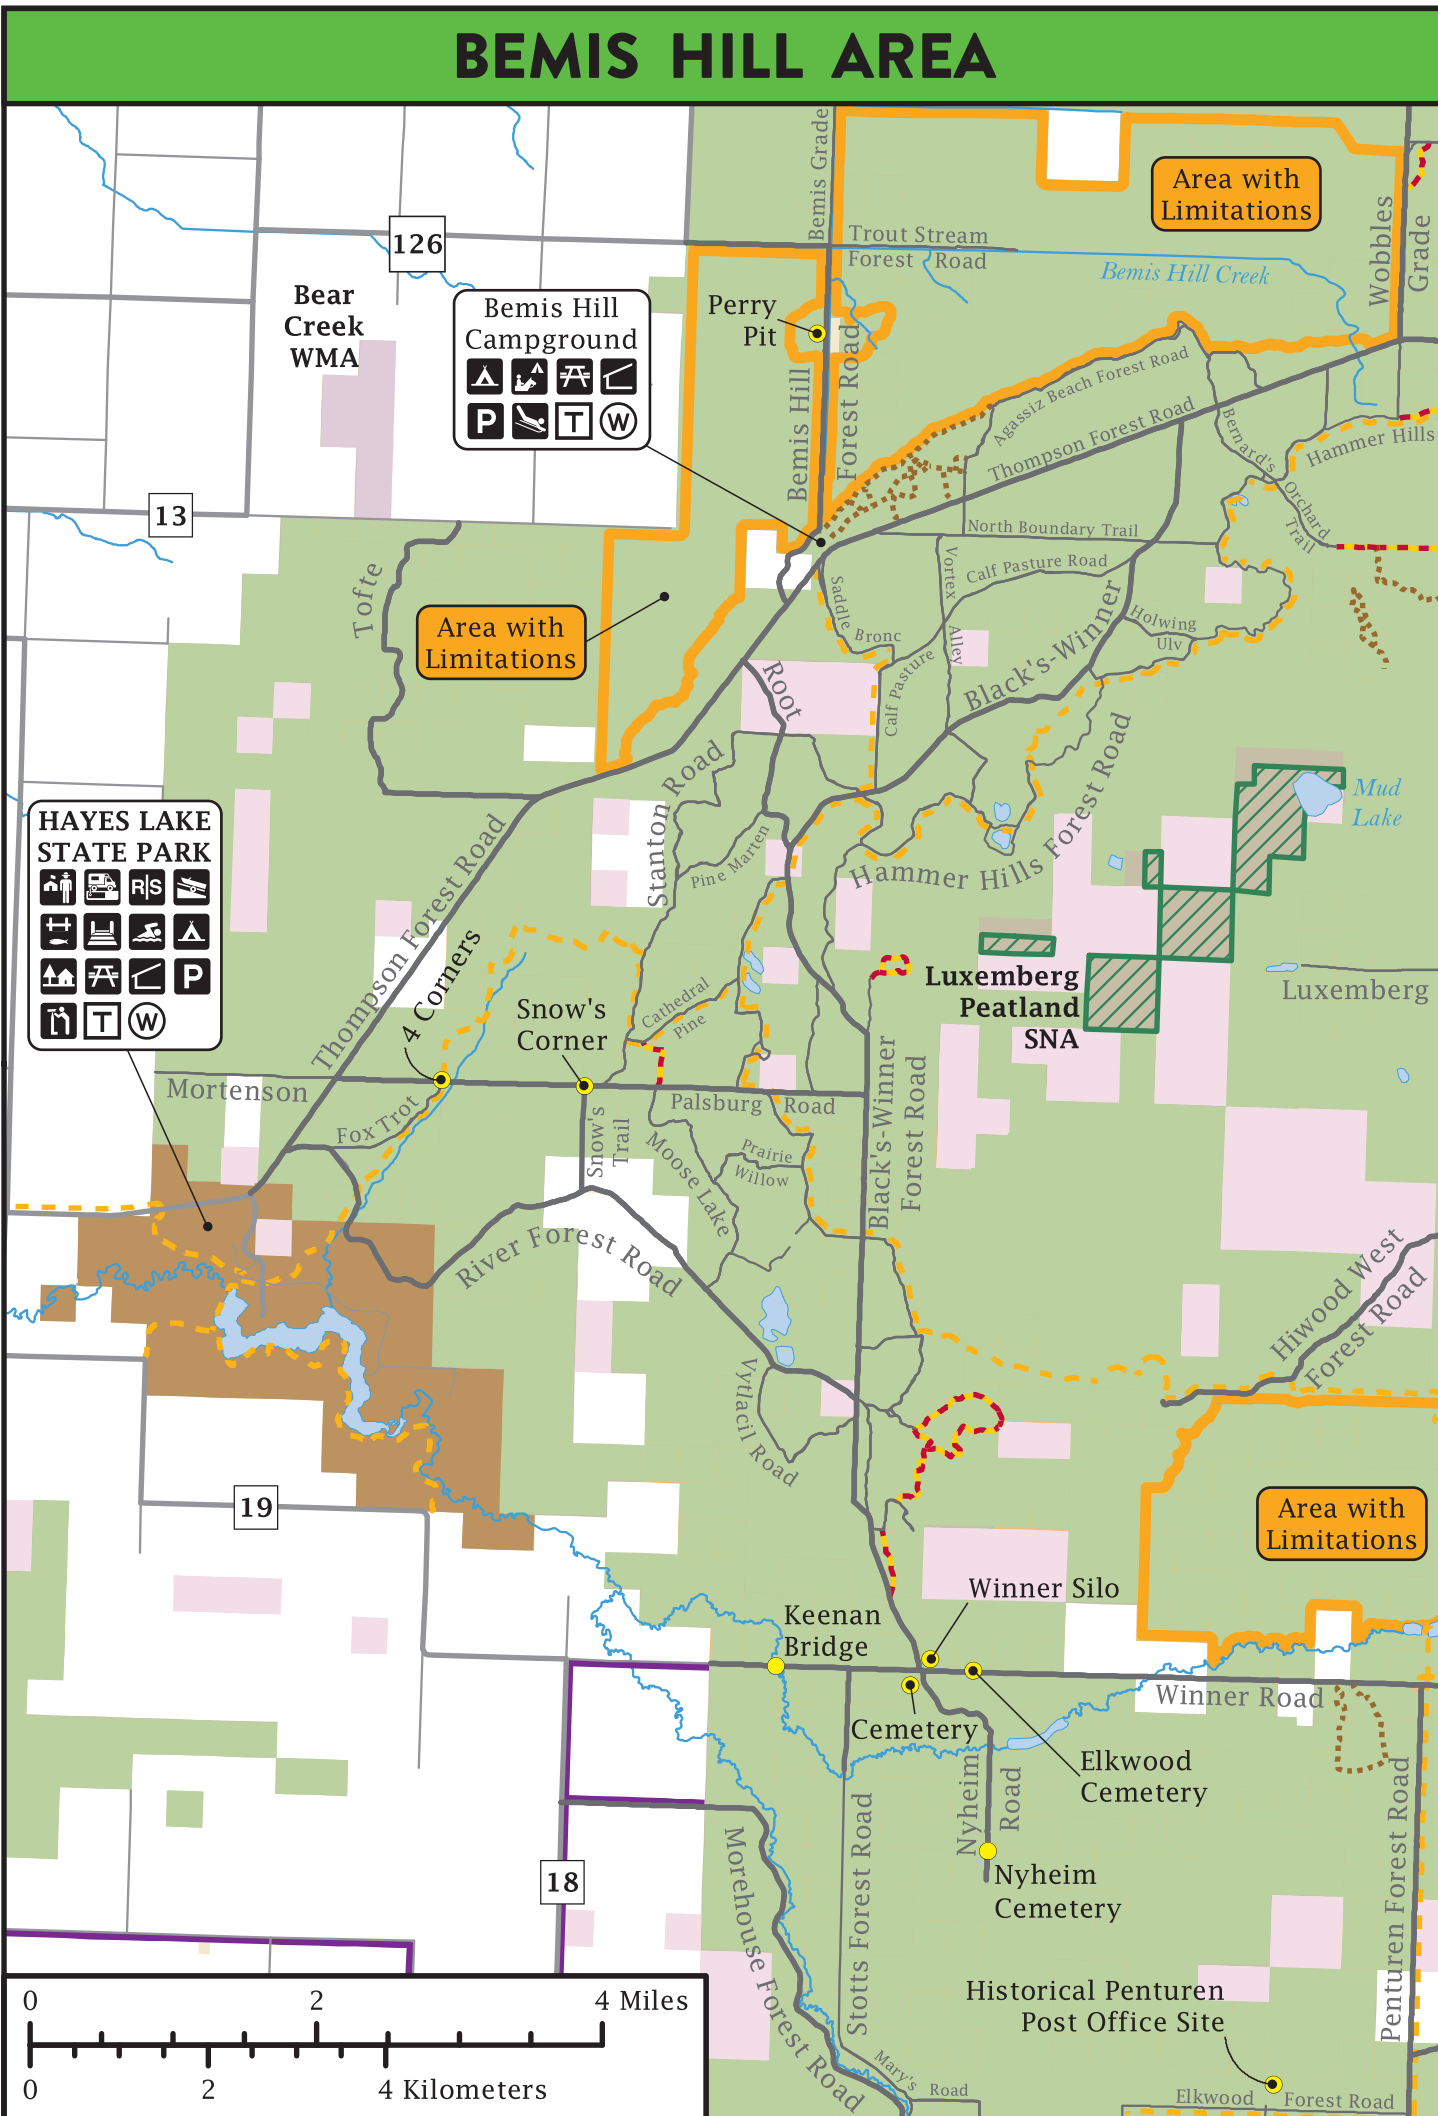 BEMIS HILL AREA
Bemis Grade
Area with
Limitations
Wobbles
Grade
Trout Stream
Forest Road
126
Bemis Hill Creek
Bear
Creek
WMA
Bemis Hill
Campground
P
T
W
Perry
Pit
Bemis Hill
Forest Road
Agassiz Beach Forest Road
Thompson Forest Road
Bernard's
Orchard
Trail
Hammer Hills
13
North Boundary Trail
Vortex
Alley
Calf Pasture Road
Saddle
Bronc
Calf Pasture
Black's-Winner
Holwing
Ulv
Tofte
Area with
Limitations
Root
Stanton Road
Hammer Hills Forest Road
Mud
Lake
HAYES LAKE
STATE PARK
R|S
P
T
W
Thompson Forest Road
Pine Marten
4 Corners
Snow's
Corner
Cathedral
Pine
Luxemberg
Peatland
SNA
Luxemberg
Mortenson
Fox Trot
Palsburg Road
Snow's
Trail
Moose Lake
Prairie
Willow
Black's-Winner
Forest Road
River Forest Road
Hiwood West
Forest Road
Vytlacil Road
19
Area with
Limitations
Winner Silo
Keenan
Bridge
Winner Road
Cemetery
Elkwood
Cemetery
Nyheim
Road
Nyheim
Cemetery
18
Morehouse Forest Road
Stotts Forest Road
Penturen Forest Road
Historical Penturen
Post Office Site
Mary's Road
Elkwood Forest Road
0 2 4 Miles
0 2 4 Kilometers